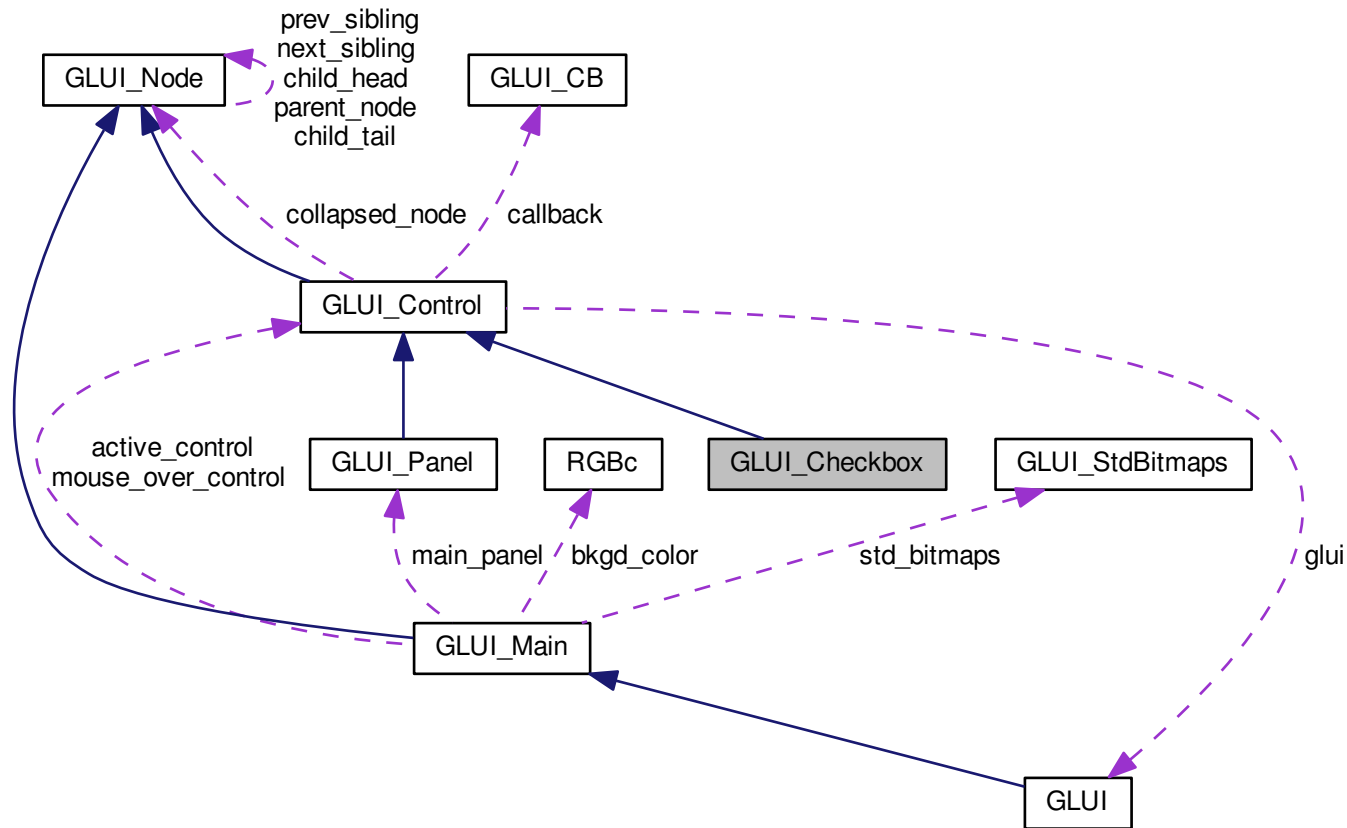 prev_sibling
next_sibling
child_head
parent_node
child_tail
GLUI_Node
GLUI_CB
collapsed_node
callback
GLUI_Control
active_control
mouse_over_control
GLUI_Panel
RGBc
GLUI_Checkbox
GLUI_StdBitmaps
main_panel
bkgd_color
std_bitmaps
glui
GLUI_Main
GLUI